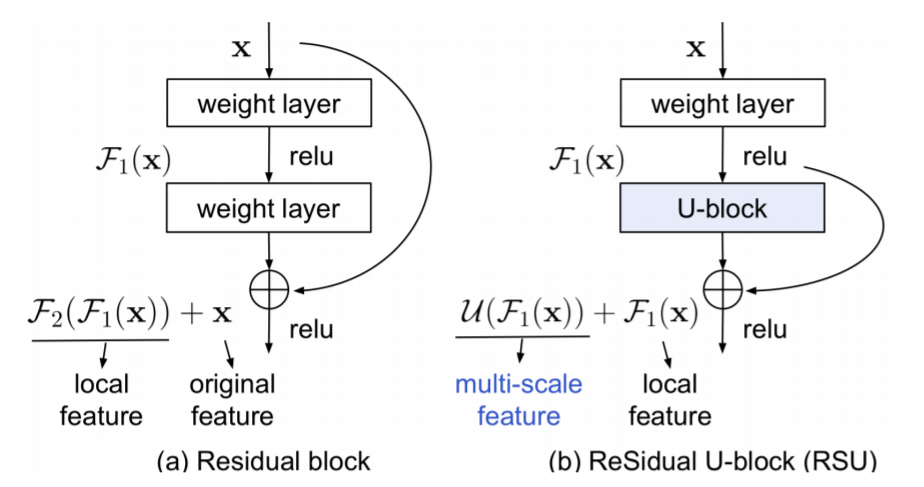 x
weight layer
F₁(x)
relu
weight layer
F₂(F₁(x)) + x
relu
local
feature
original
feature
(a) Residual block
x
weight layer
F₁(x)
relu
U-block
U(F₁(x)) + F₁(x)
relu
multi-scale
feature
local
feature
(b) ReSidual U-block (RSU)